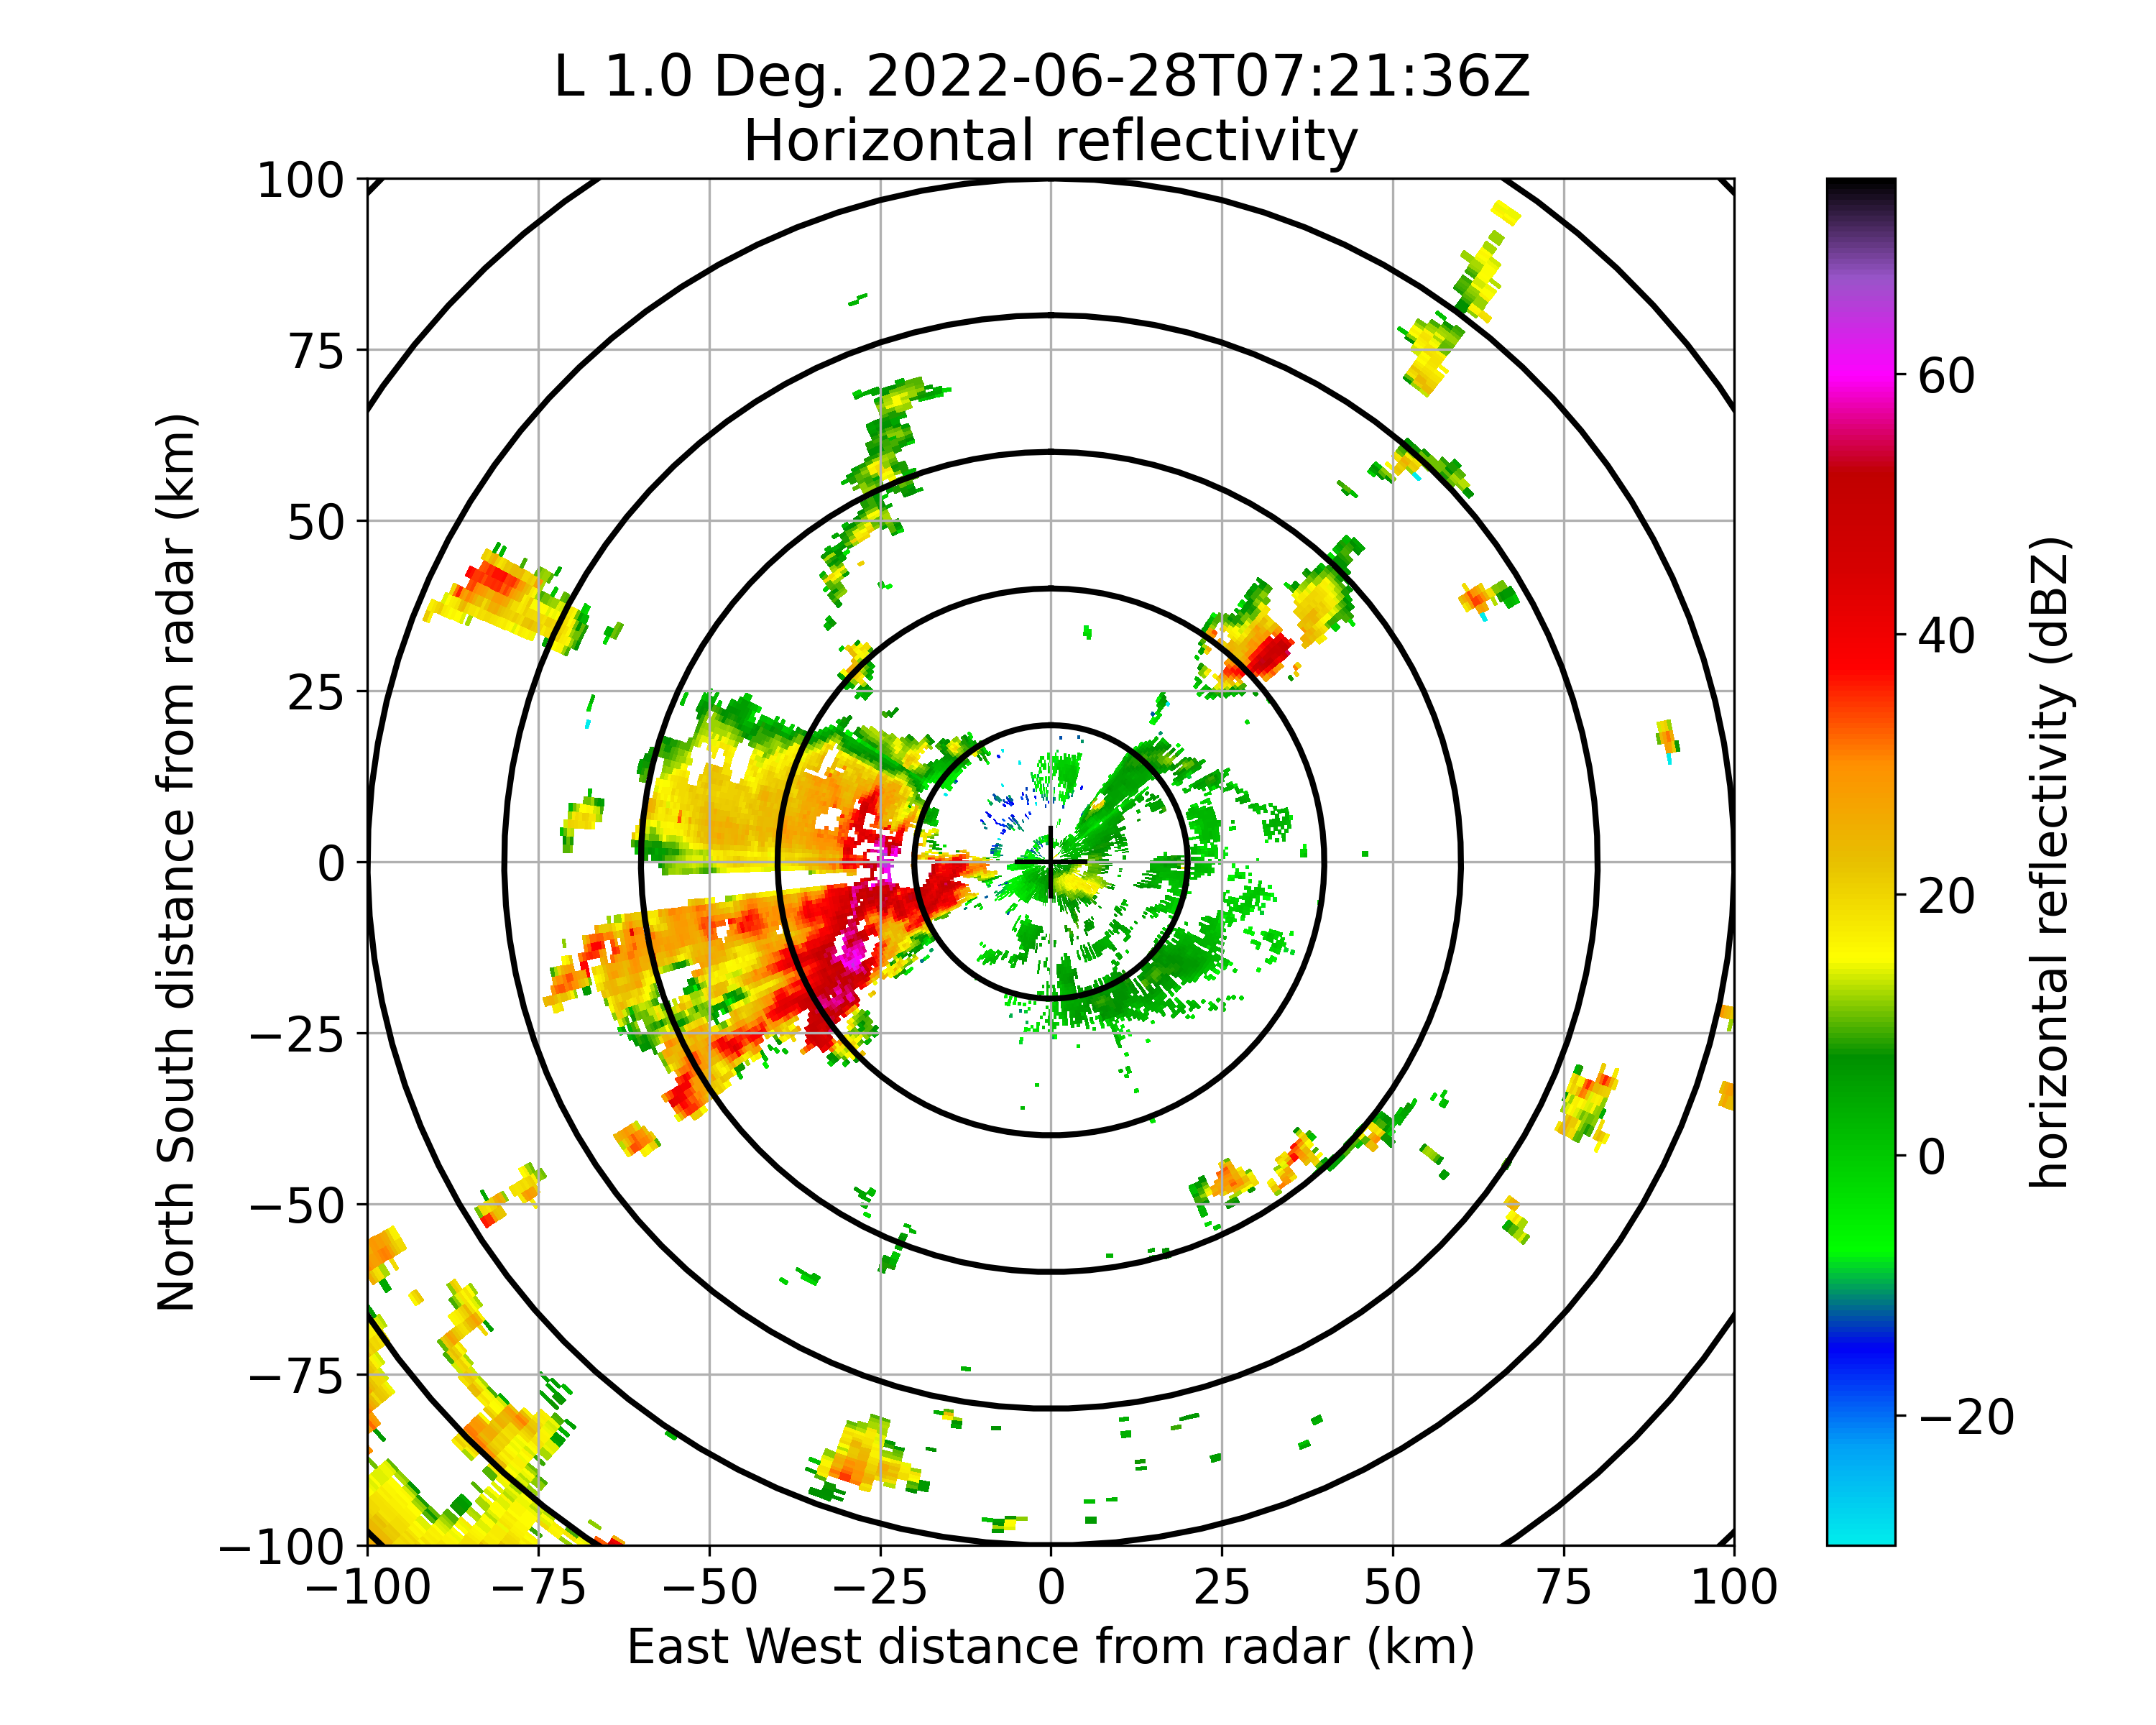 L 1.0 Deg. 2022-06-28T07:21:36Z
Horizontal reflectivity
100
75
50
25
0
−25
−50
−75
−100
North South distance from radar (km)
−100 −75 −50 −25 0 25 50 75 100
East West distance from radar (km)
60
40
20
0
−20
horizontal reflectivity (dBZ)